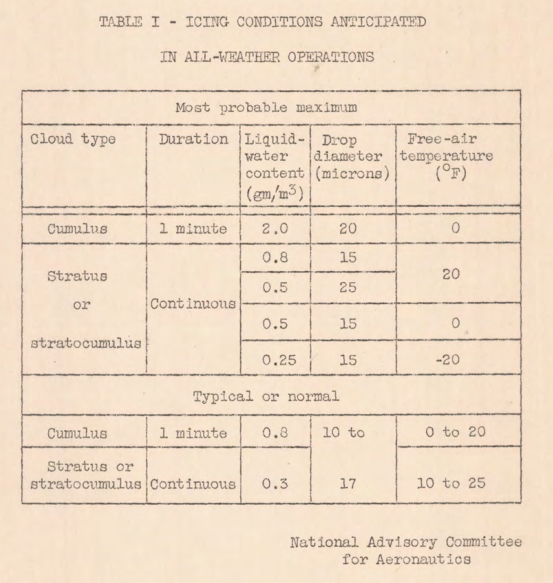 TABLE I - ICING CONDITIONS ANTICIPATED
IN ALL-WEATHER OPERATIONS
Most probable maximum
Cloud type Duration Liquid- Drop Free-air
water diameter temperature
content (microns) (°F)
(gm/m³)
Cumulus 1 minute 2.0 20 0
0.8 15
Stratus 20
0.5 25
or Continuous
0.5 15 0
stratocumulus
0.25 15 -20
Typical or normal
Cumulus 1 minute 0.8 10 to 0 to 20
Stratus or
stratocumulus Continuous 0.3 17 10 to 25
National Advisory Committee
for Aeronautics